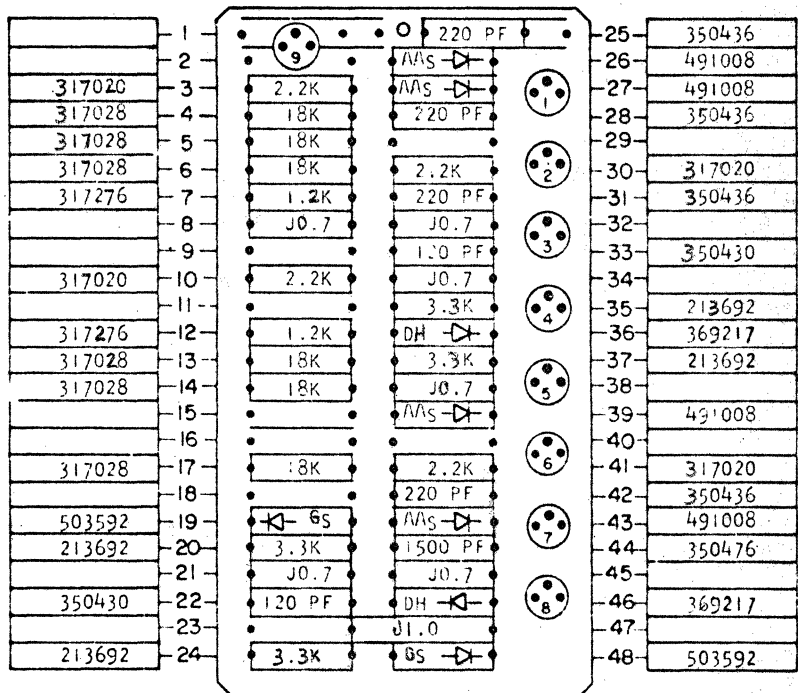 1 220 PF 25 350436
9
2 ΛΛS 26 491008
317020 3 2.2K ΛΛS 27 491008
1
317028 4 18K 220 PF 28 350436
317028 5 18K 29
317028 6 18K 2.2K 2 30 317020
317276 7 1.2K 220 PF 31 350436
8 J0.7 J0.7 3 32
9 120 PF 33 350430
317020 10 2.2K J0.7 34
11 3.3K 4 35 213692
317276 12 1.2K DH 36 369217
317028 13 18K 3.3K 37 213692
317028 14 18K J0.7 5 38
15 ΛΛS 39 491008
16 40
317028 17 18K 2.2K 6 41 317020
18 220 PF 42 350436
503592 19 GS ΛΛS 7 43 491008
213692 20 3.3K 1500 PF 44 350476
21 J0.7 J0.7 45
350430 22 120 PF DH 8 46 369217
23 J1.0 47
213692 24 3.3K GS 48 503592